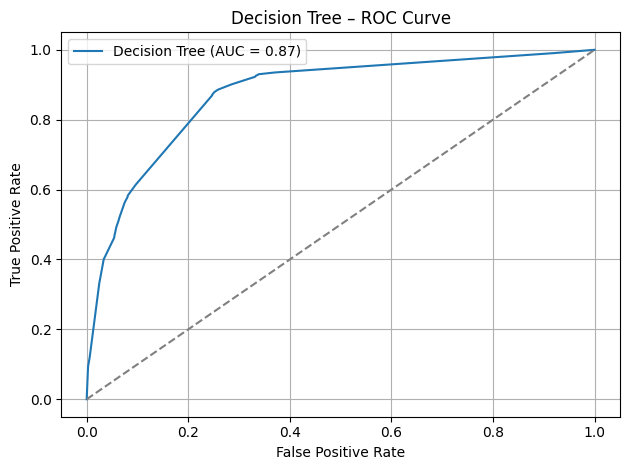 Decision Tree – ROC Curve
Decision Tree (AUC = 0.87)
True Positive Rate
1.0
0.8
0.6
0.4
0.2
0.0
0.0 0.2 0.4 0.6 0.8 1.0
False Positive Rate